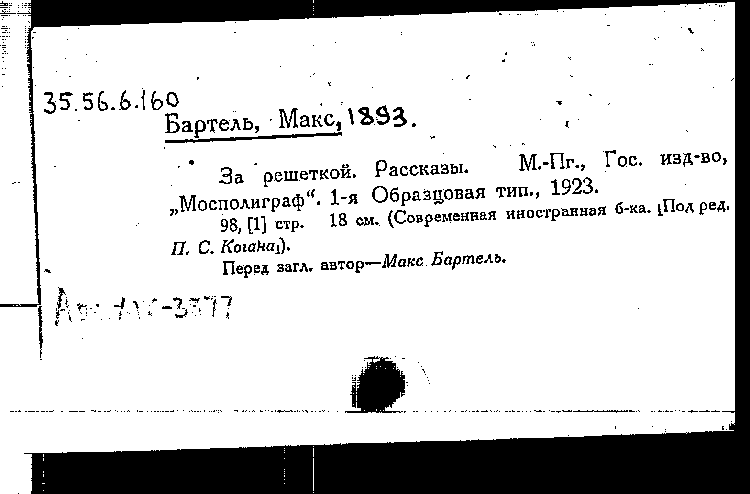 35.56.6.160
Бартель, Макс, 1893.
За решеткой. Рассказы. М.-Пг., Гос. изд-во,
„Мосполиграф“. 1-я Образцовая тип., 1923.
98, [1] стр. 18 см. (Современная иностранная б-ка. [Под ред.
П. С. Когана]).
Перед загл. автор—Макс Бартель.
-3577